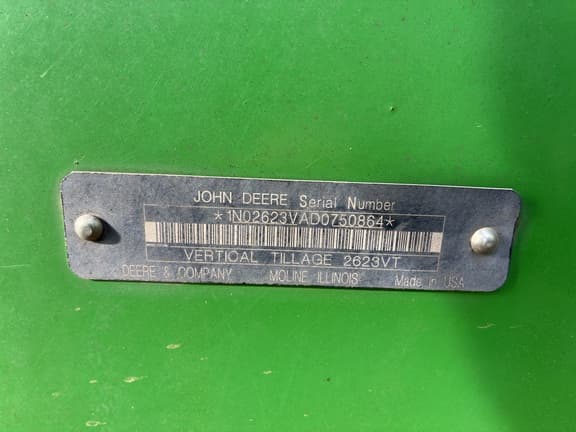 JOHN DEERE Serial Number
*1N02623VAD0750864*
VERTICAL TILLAGE 2623VT
DEERE & COMPANY MOLINE ILLINOIS Made in USA